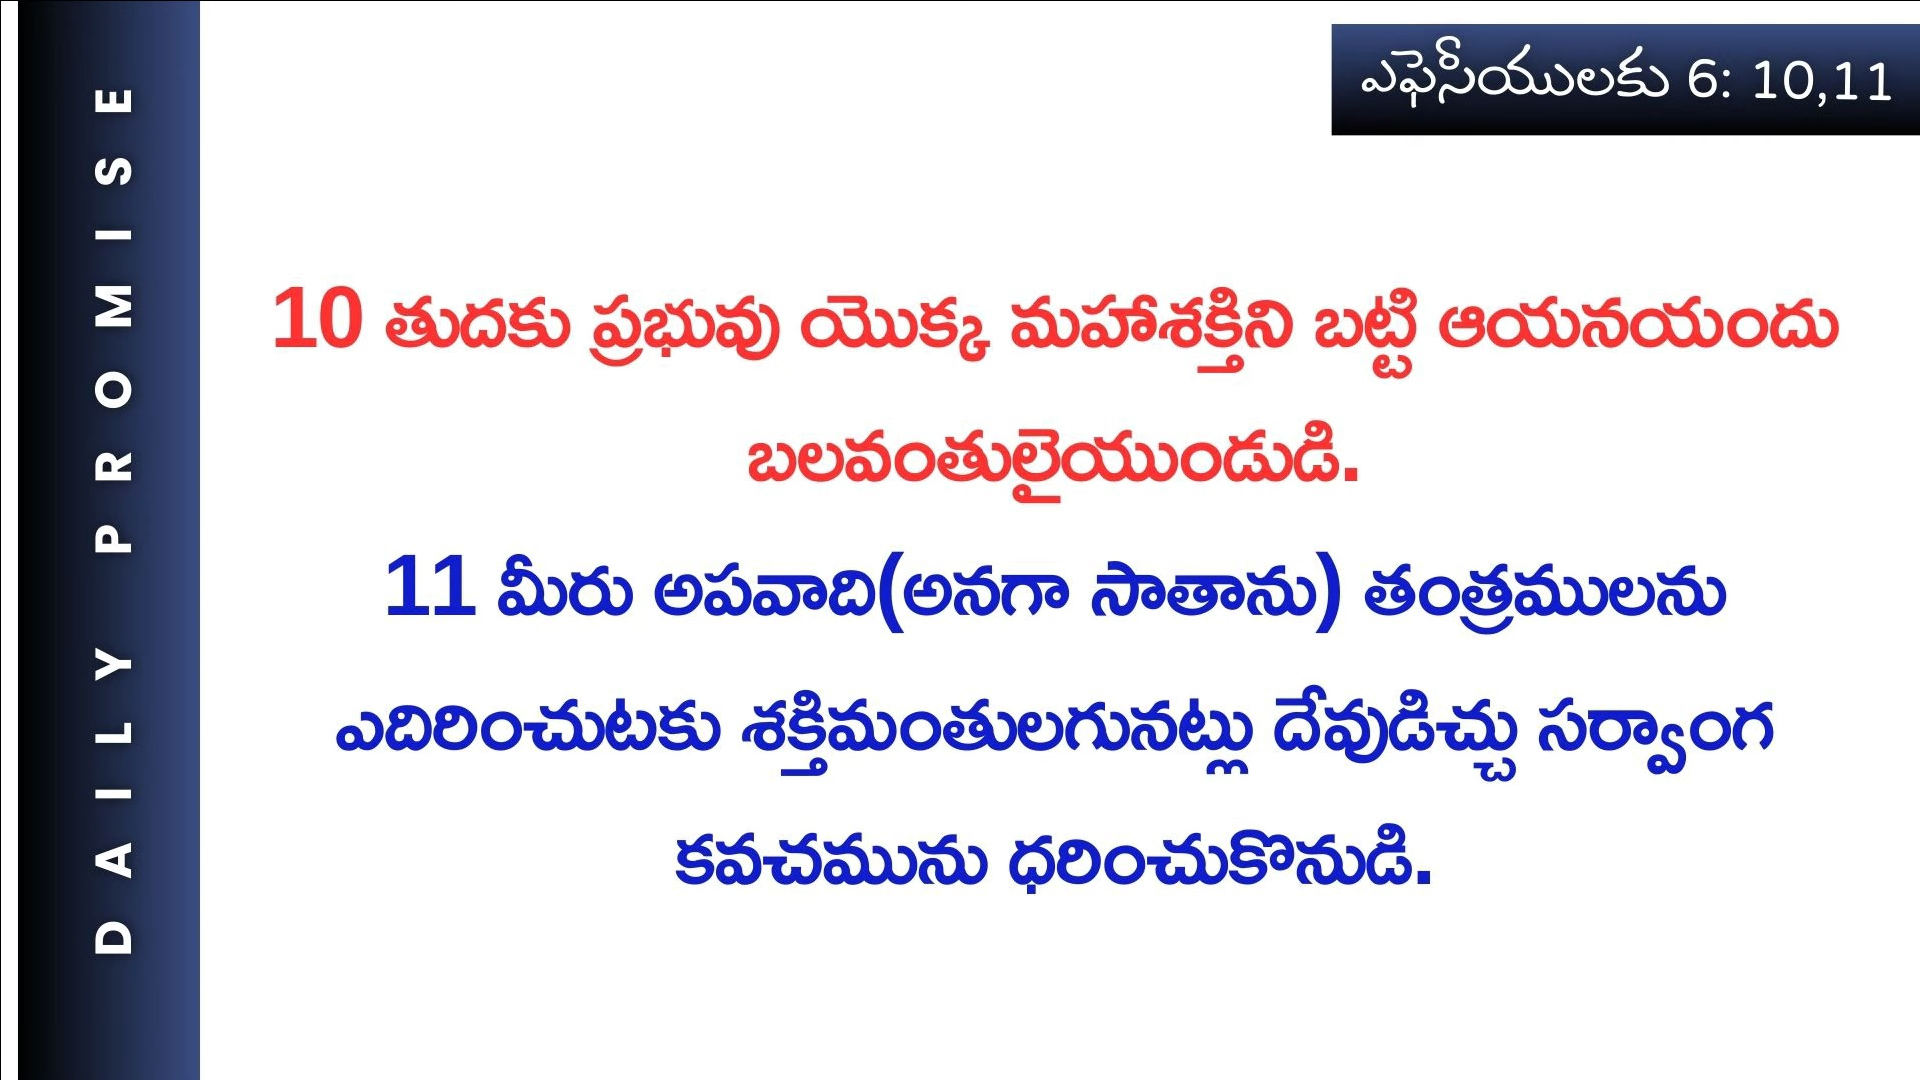 DAILY PROMISE
ఎఫెసీయులకు 6: 10,11
10 తుదకు ప్రభువు యొక్క మహాశక్తిని బట్టి ఆయనయందు
బలవంతులైయుండుడి.
11 మీరు అపవాది(అనగా సాతాను) తంత్రములను
ఎదిరించుటకు శక్తిమంతులగునట్లు దేవుడిచ్చు సర్వాంగ
కవచమును ధరించుకొనుడి.